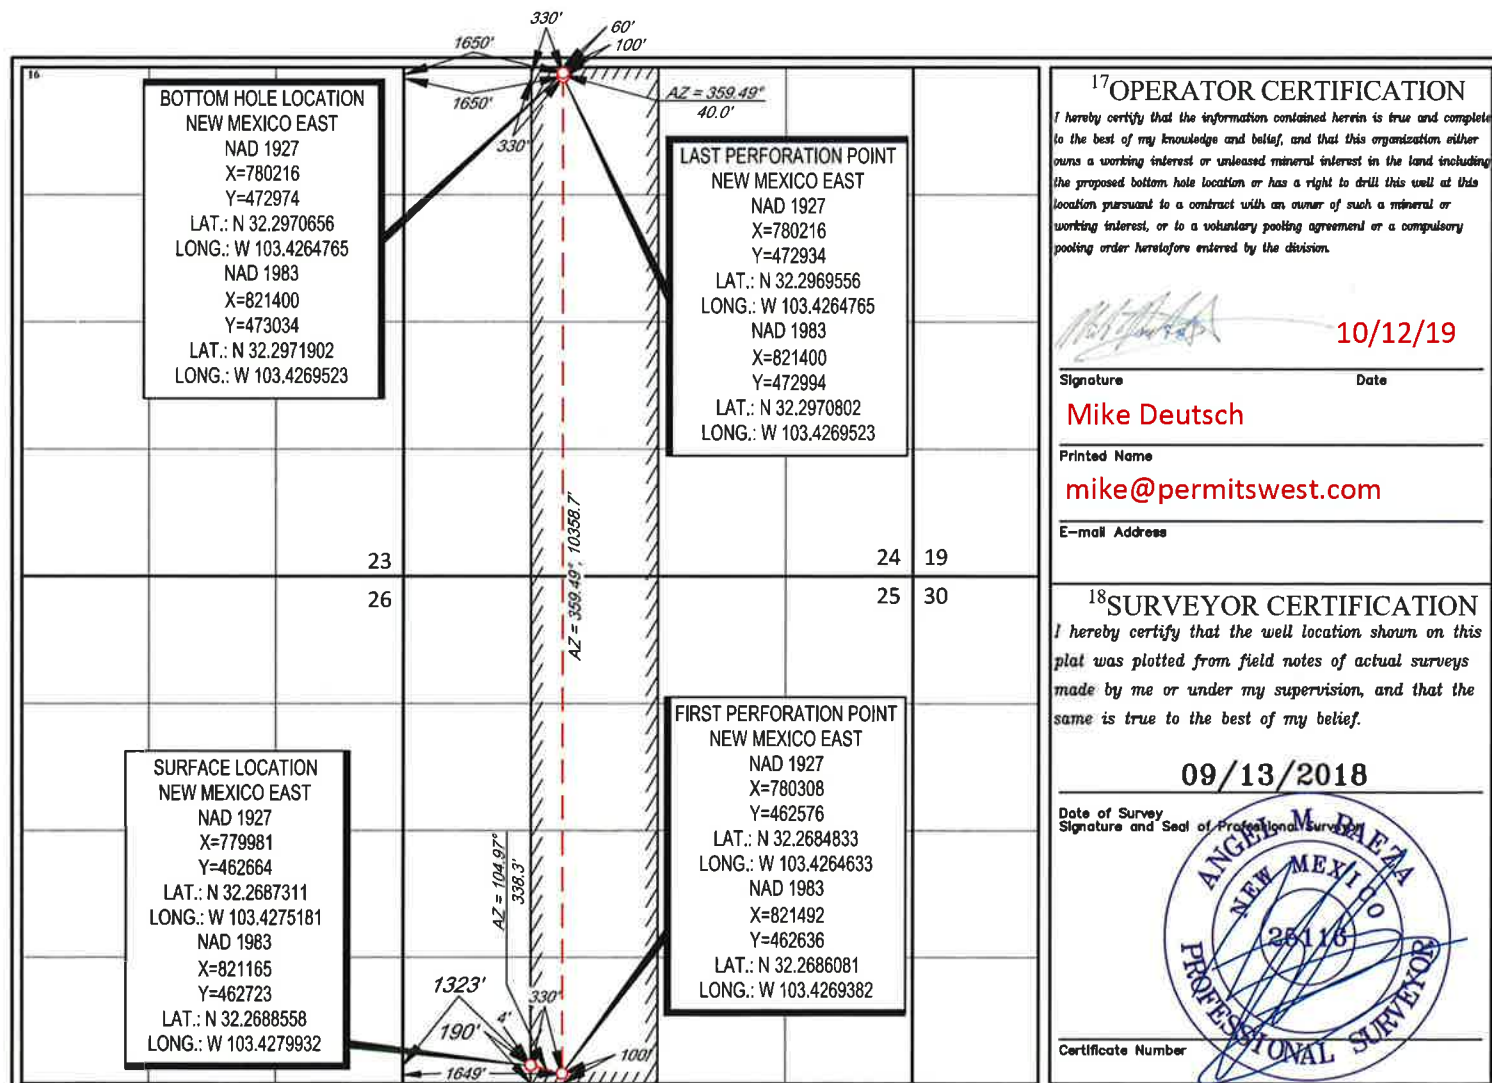 330'
60'
100'
1650'
1650'
330'
AZ = 359.49°
40.0'
16
BOTTOM HOLE LOCATION
NEW MEXICO EAST
NAD 1927
X=780216
Y=472974
LAT.: N 32.2970656
LONG.: W 103.4264765
NAD 1983
X=821400
Y=473034
LAT.: N 32.2971902
LONG.: W 103.4269523
LAST PERFORATION POINT
NEW MEXICO EAST
NAD 1927
X=780216
Y=472934
LAT.: N 32.2969556
LONG.: W 103.4264765
NAD 1983
X=821400
Y=472994
LAT.: N 32.2970802
LONG.: W 103.4269523
AZ = 359.49°, 10358.7'
23
24
19
26
25
30
SURFACE LOCATION
NEW MEXICO EAST
NAD 1927
X=779981
Y=462664
LAT.: N 32.2687311
LONG.: W 103.4275181
NAD 1983
X=821165
Y=462723
LAT.: N 32.2688558
LONG.: W 103.4279932
FIRST PERFORATION POINT
NEW MEXICO EAST
NAD 1927
X=780308
Y=462576
LAT.: N 32.2684833
LONG.: W 103.4264633
NAD 1983
X=821492
Y=462636
LAT.: N 32.2686081
LONG.: W 103.4269382
AZ = 104.97°
338.3'
1323'
190'
4'
330'
100'
1649'
17OPERATOR CERTIFICATION
I hereby certify that the information contained herein is true and complete
to the best of my knowledge and belief, and that this organization either
owns a working interest or unleased mineral interest in the land including
the proposed bottom hole location or has a right to drill this well at this
location pursuant to a contract with an owner of such a mineral or
working interest, or to a voluntary pooling agreement or a compulsory
pooling order heretofore entered by the division.
10/12/19
Signature Date
Mike Deutsch
Printed Name
mike@permitswest.com
E-mail Address
18SURVEYOR CERTIFICATION
I hereby certify that the well location shown on this
plat was plotted from field notes of actual surveys
made by me or under my supervision, and that the
same is true to the best of my belief.
09/13/2018
Date of Survey
Signature and Seal of Professional Surveyor
ANGEL M. BAEZA
NEW MEXICO
25116
PROFESSIONAL SURVEYOR
Certificate Number